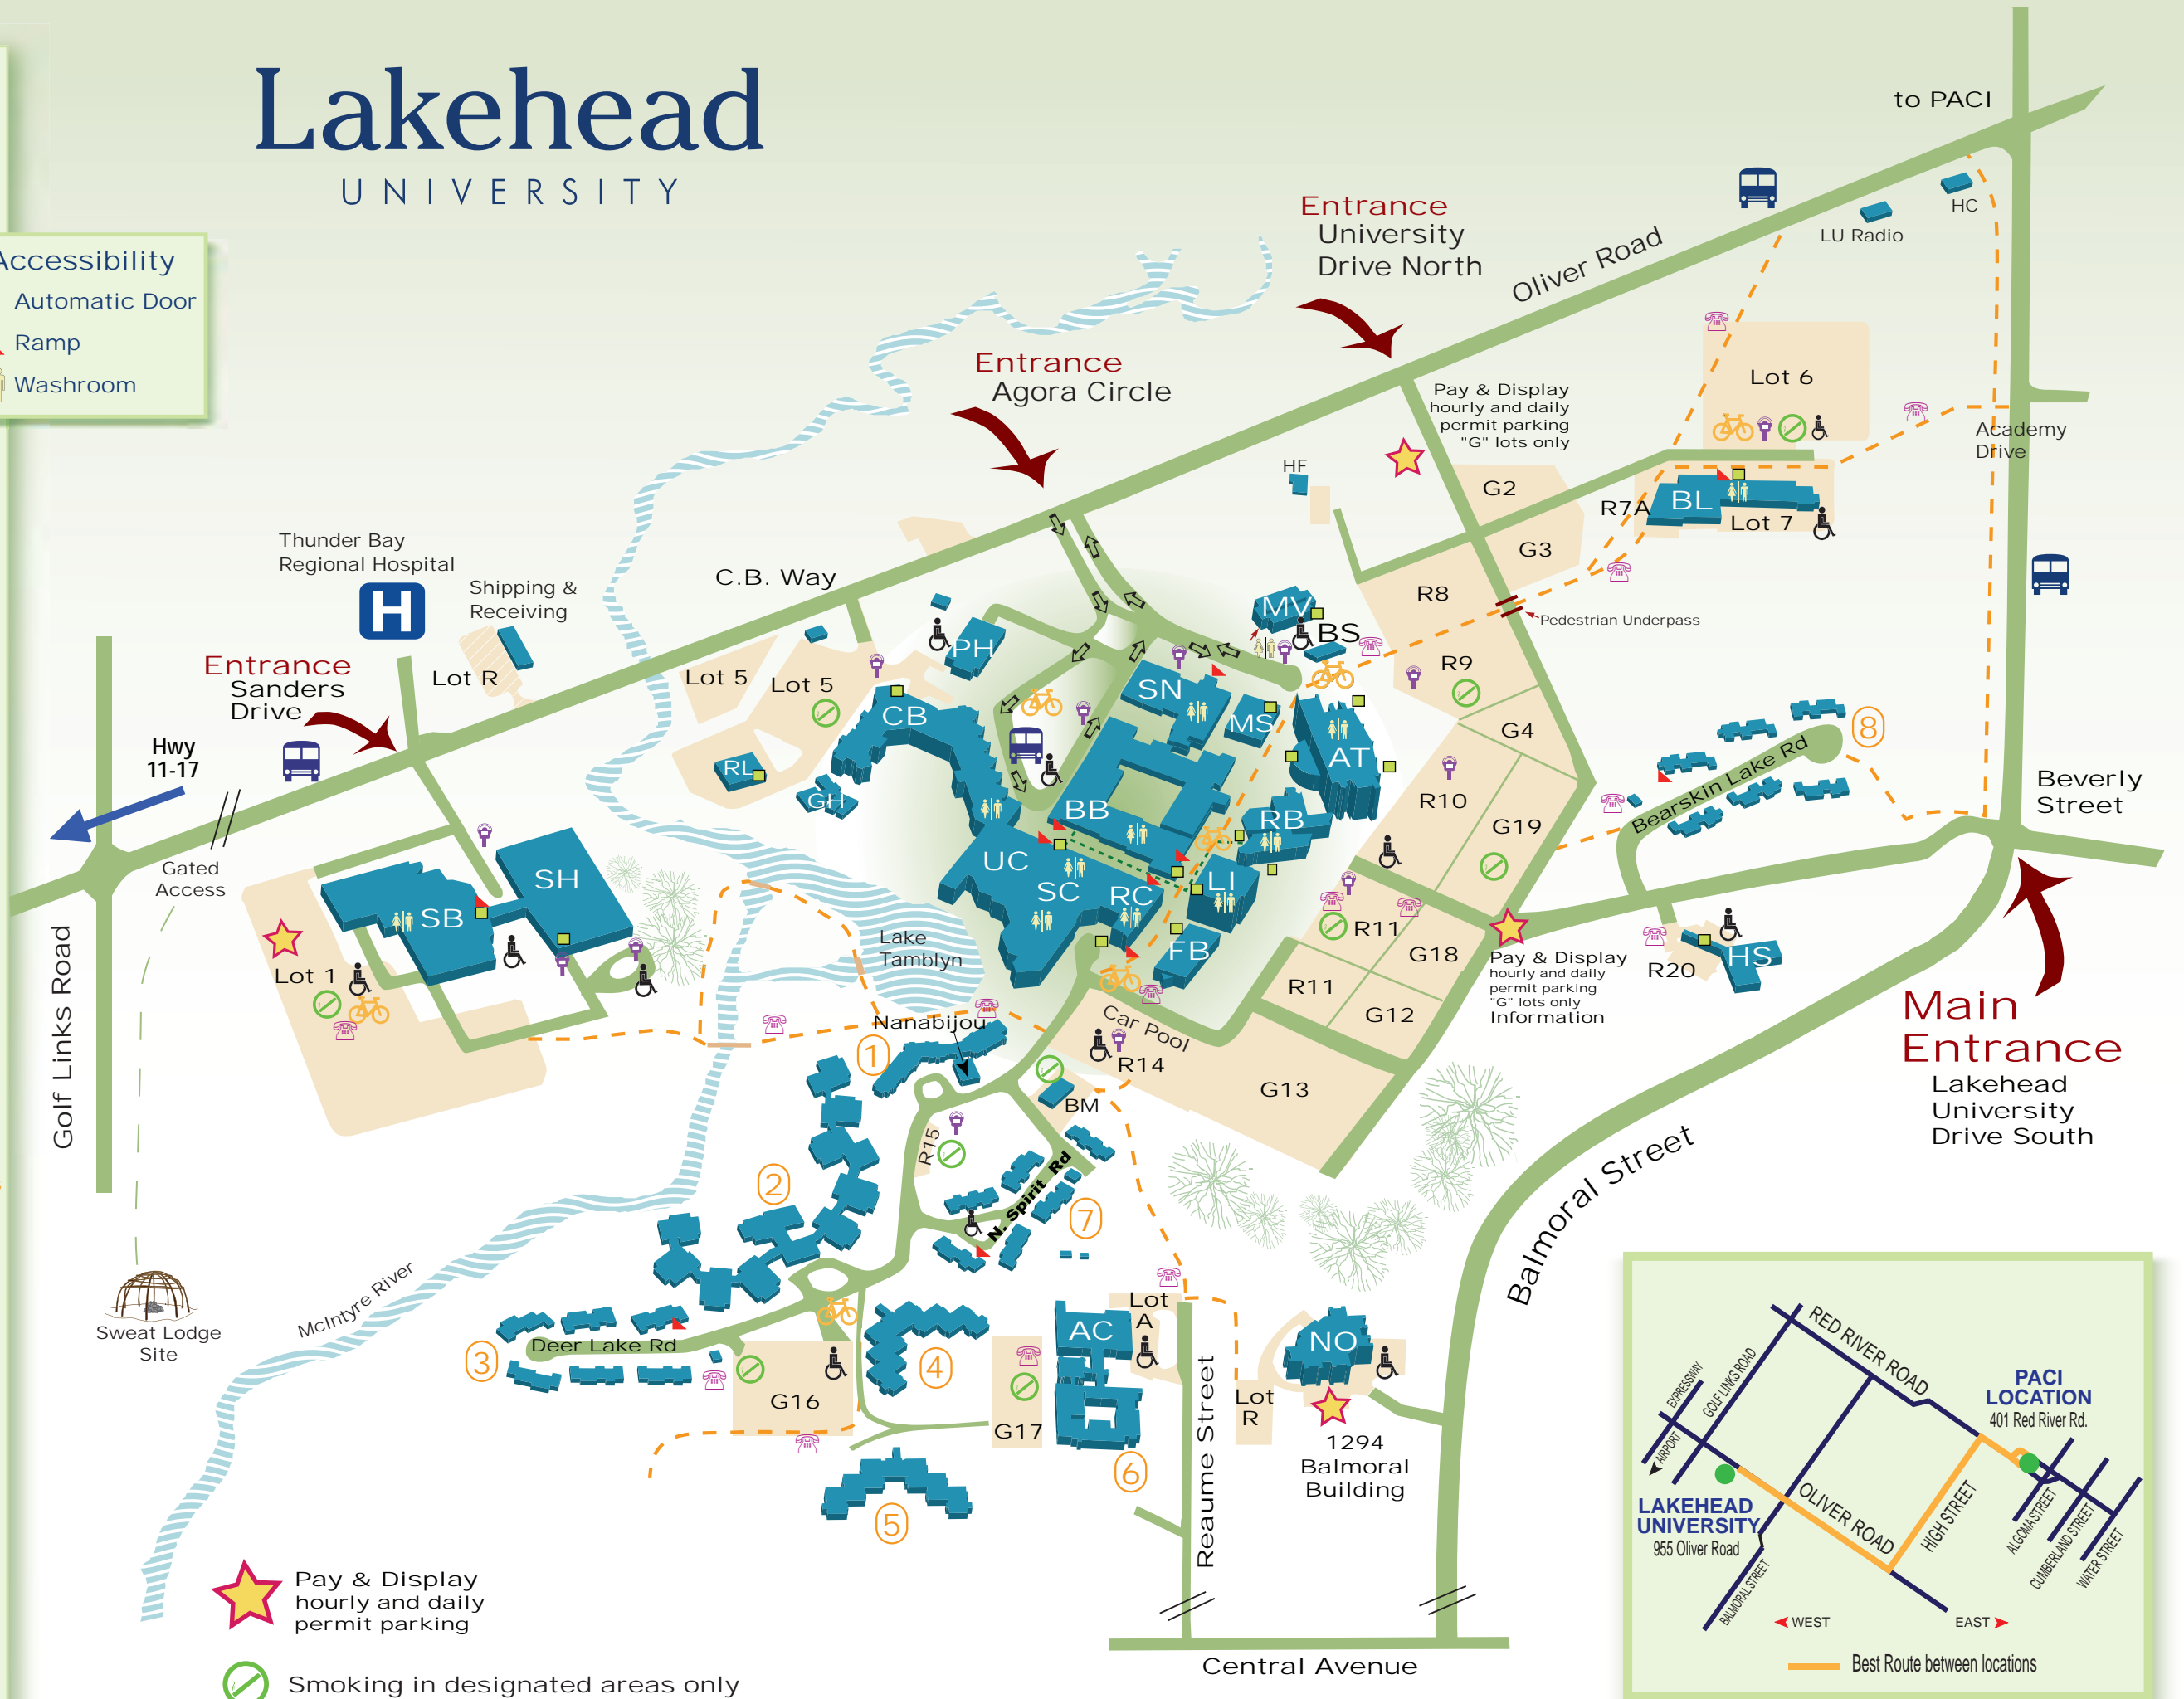 Lakehead
UNIVERSITY
Accessibility
Automatic Door
Ramp
Washroom
to PACI
HC
LU Radio
Entrance
University
Drive North
Oliver Road
Entrance
Agora Circle
Pay & Display
hourly and daily
permit parking
"G" lots only
Lot 6
Academy
Drive
HF
G2
R7A
BL
Lot 7
G3
Thunder Bay
Regional Hospital
H
Shipping &
Receiving
C.B. Way
R8
MV
BS
Pedestrian Underpass
Entrance
Sanders
Drive
Lot R
Lot 5
Lot 5
PH
R9
SN
CB
MS
G4
8
Hwy
11-17
RL
GH
AT
Bearskin Lake Rd
Beverly
Street
BB
RB
R10
G19
Gated
Access
SH
UC
SC
RC
LI
SB
Lake
Tamblyn
FB
R11
G18
Pay & Display
hourly and daily
permit parking
"G" lots only
Information
R20
HS
Lot 1
R11
G12
Main
Entrance
Lakehead
University
Drive South
Golf Links Road
Nanabijou
Car Pool
R14
1
G13
BM
R15
N. Spirit Rd
2
7
Balmoral Street
McIntyre River
Sweat Lodge
Site
Lot
A
AC
NO
Deer Lake Rd
3
4
G16
G17
Lot
R
Reaume Street
1294
Balmoral
Building
6
5
Central Avenue
Pay & Display
hourly and daily
permit parking
Smoking in designated areas only
RED RIVER ROAD
EXPRESSWAY
GOLF LINKS ROAD
PACI
LOCATION
401 Red River Rd.
AIRPORT
LAKEHEAD
UNIVERSITY
955 Oliver Road
OLIVER ROAD
HIGH STREET
ALGOMA STREET
CUMBERLAND STREET
WATER STREET
BALMORAL STREET
WEST
EAST
Best Route between locations